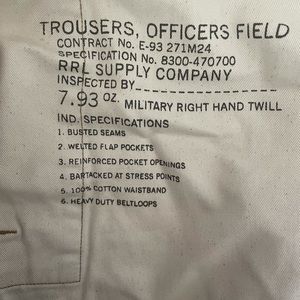 TROUSERS, OFFICERS FIELD
CONTRACT No. E-93 271M24
SPECIFICATION No. 8300-470700
RRL SUPPLY COMPANY
INSPECTED BY
7.93 OZ. MILITARY RIGHT HAND TWILL
IND. SPECIFICATIONS
1. BUSTED SEAMS
2. WELTED FLAP POCKETS
3. REINFORCED POCKET OPENINGS
4. BARTACKED AT STRESS POINTS
5. 100% COTTON WAISTBAND
6. HEAVY DUTY BELTLOOPS